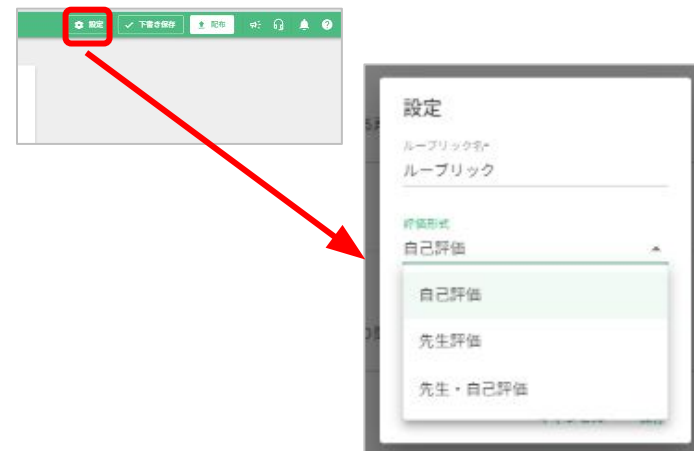 設定
下書き保存
配布
設定
ルーブリック名*
ルーブリック
評価形式
自己評価
自己評価
先生評価
先生・自己評価